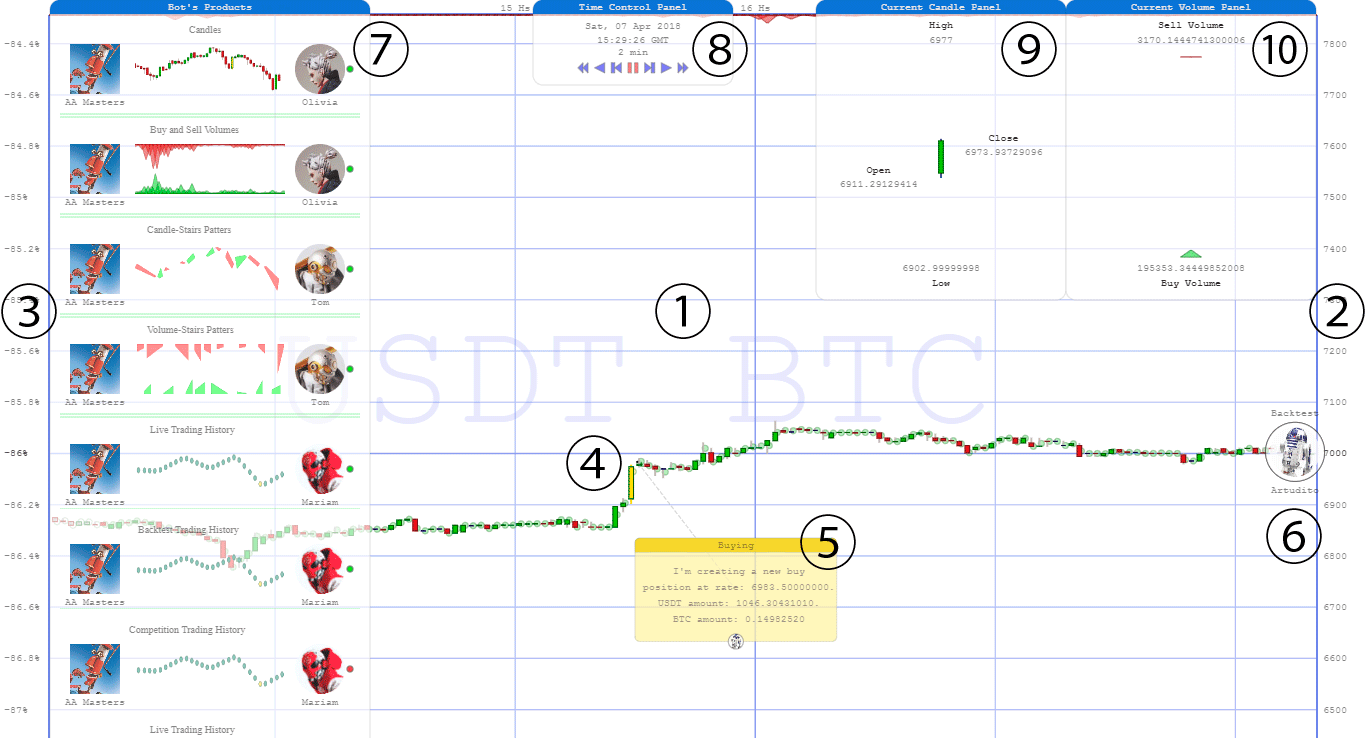 Bot's Products
15 Hs
Time Control Panel
16 Hs
Current Candle Panel
Current Volume Panel
Candles
AA Masters
Olivia
Buy and Sell Volumes
AA Masters
Olivia
Candle-Stairs Patters
AA Masters
Tom
Volume-Stairs Patters
AA Masters
Tom
Live Trading History
AA Masters
Mariam
Backtest Trading History
AA Masters
Mariam
Competition Trading History
AA Masters
Mariam
Live Trading History
7
Sat, 07 Apr 2018
15:29:26 GMT
2 min
8
High
6977
9
Close
6973.93729096
Open
6911.29129414
6902.99999998
Low
Sell Volume
3170.1444741300006
10
195353.34449852008
Buy Volume
-84.4%
-84.6%
-84.8%
-85%
-85.2%
3
-85.6%
-85.8%
-86%
-86.2%
-86.4%
-86.6%
-86.8%
-87%
1
USDT BTC
4
5
Buying
I'm creating a new buy
position at rate: 6983.50000000.
USDT amount: 1046.30431010.
BTC amount: 0.14982520
Backtest
Artudito
6
7800
7700
7600
7500
7400
2
7200
7100
7000
6900
6800
6700
6600
6500